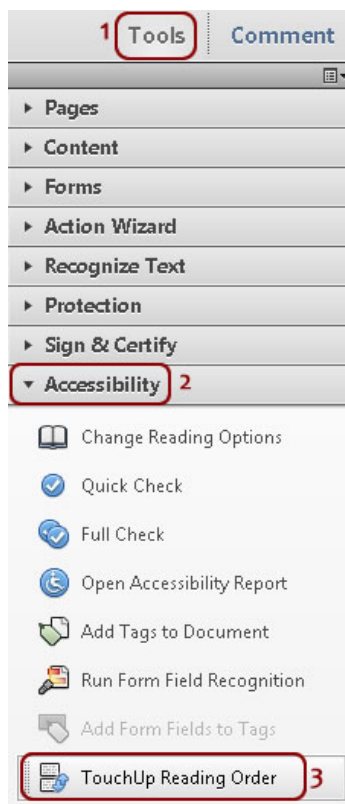 1 Tools Comment
Pages
Content
Forms
Action Wizard
Recognize Text
Protection
Sign & Certify
Accessibility 2
Change Reading Options
Quick Check
Full Check
Open Accessibility Report
Add Tags to Document
Run Form Field Recognition
Add Form Fields to Tags
TouchUp Reading Order 3